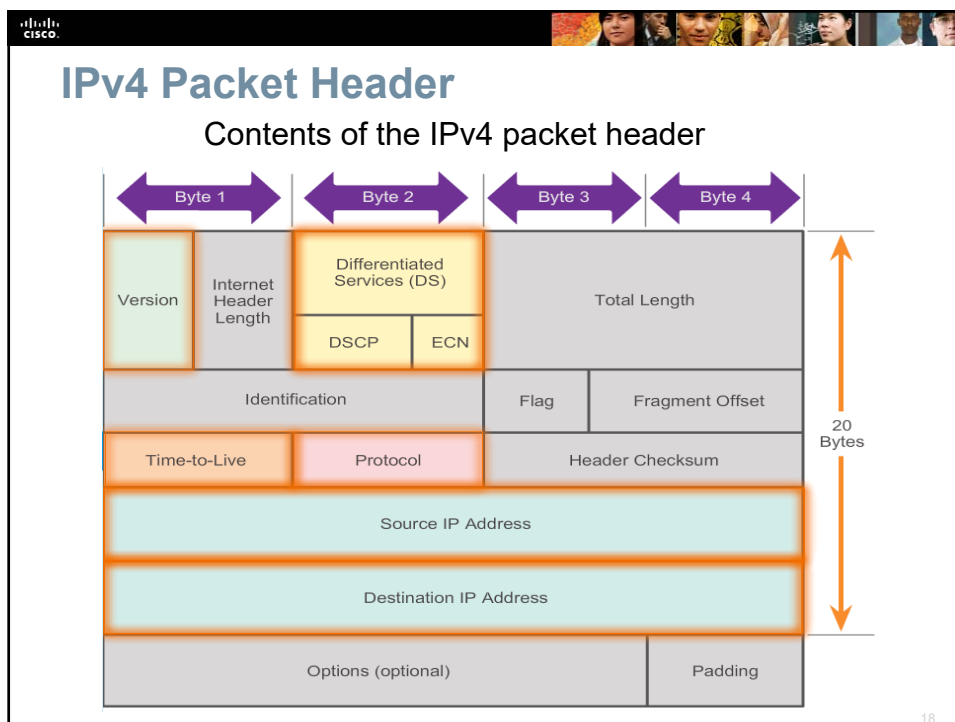 CISCO.
IPv4 Packet Header
Contents of the IPv4 packet header
Byte 1
Byte 2
Byte 3
Byte 4
Version
Internet
Header
Length
Differentiated
Services (DS)
DSCP
ECN
Total Length
Identification
Flag
Fragment Offset
Time-to-Live
Protocol
Header Checksum
Source IP Address
Destination IP Address
20
Bytes
Options (optional)
Padding
18